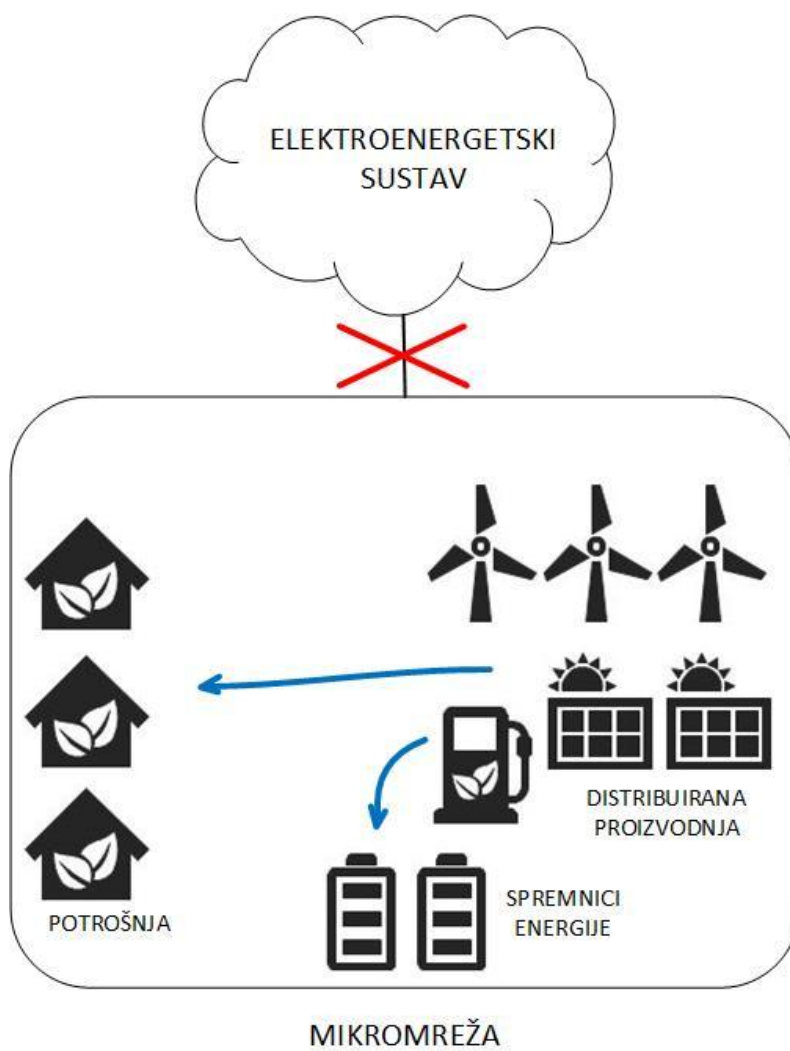 ELEKTROENERGETSKI
SUSTAV
DISTRIBUIRANA
PROIZVODNJA
SPREMNICI
ENERGIJE
POTROŠNJA
MIKROMREŽA